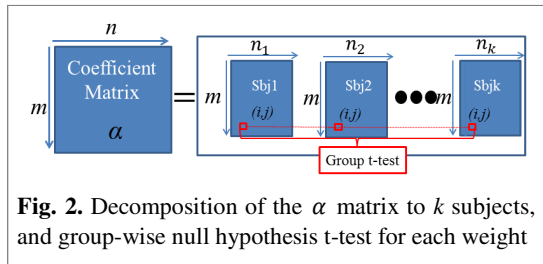 n
n1 n2 nk
Coefficient
Matrix
α
m
=
m
Sbj1
(i,j)
m
Sbj2
(i,j)
●●●
m
Sbjk
(i,j)
Group t-test
Fig. 2. Decomposition of the α matrix to k subjects,
and group-wise null hypothesis t-test for each weight